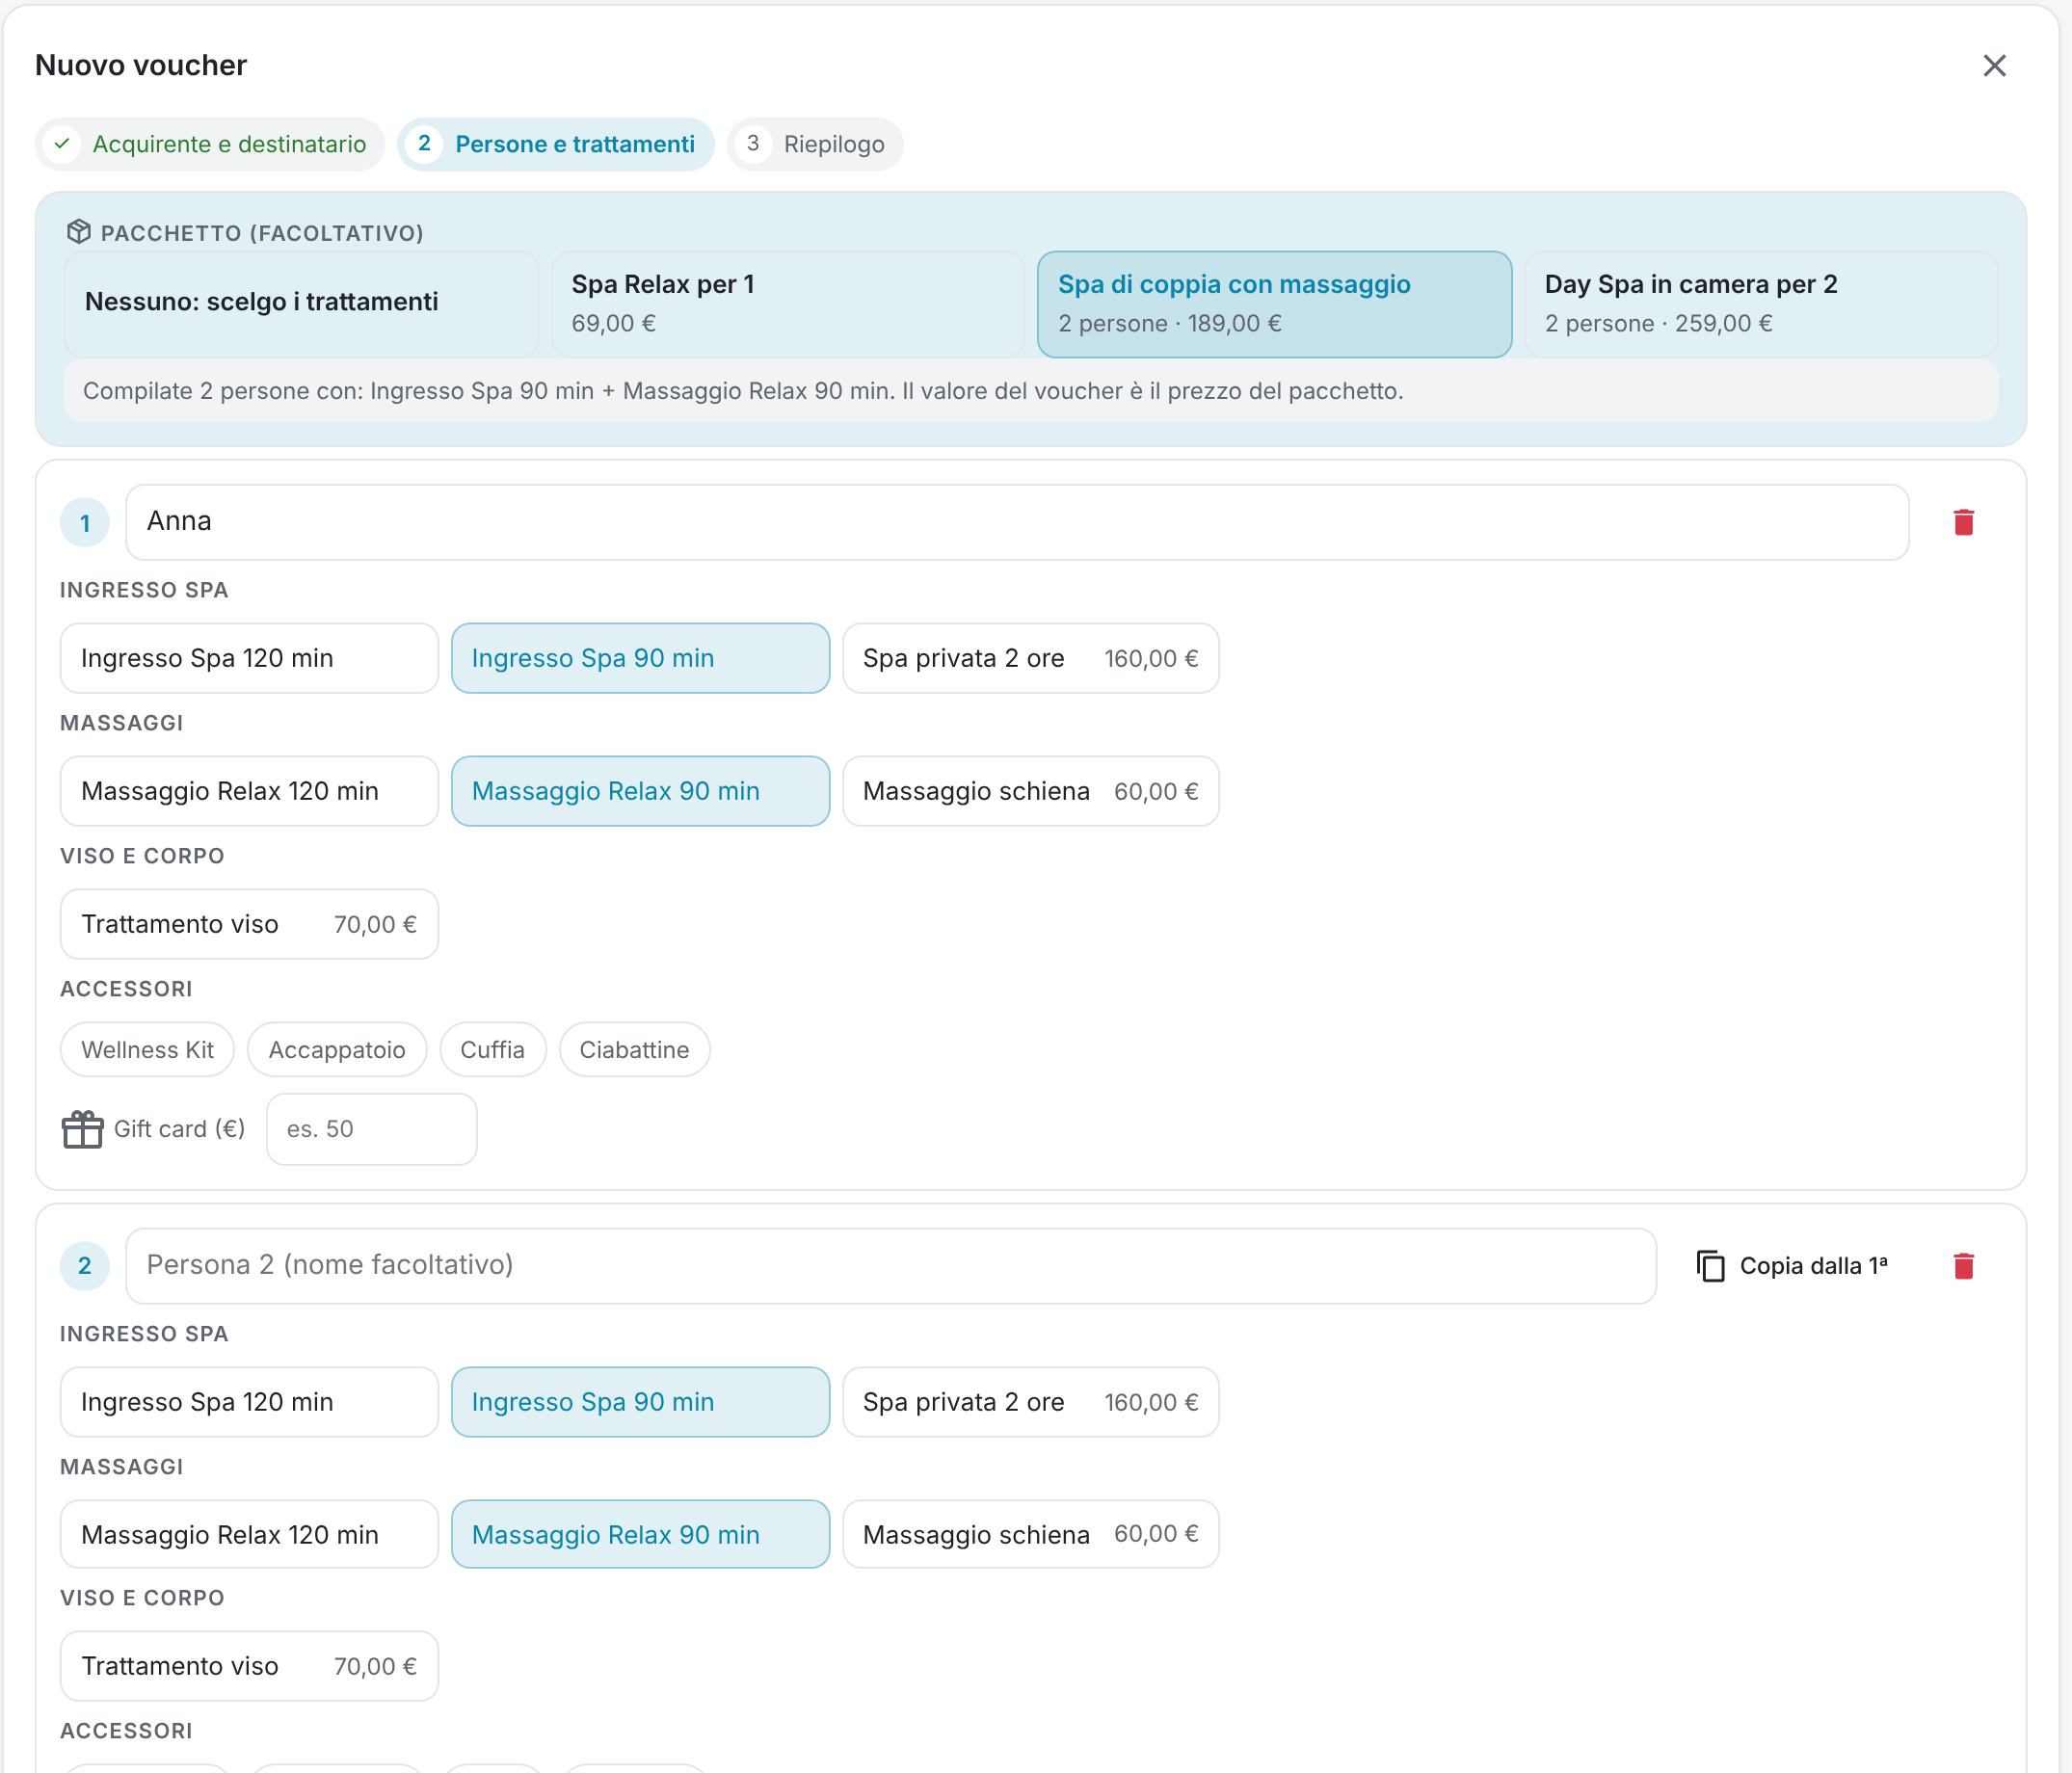 Nuovo voucher
Acquirente e destinatario
2 Persone e trattamenti
3 Riepilogo
PACCHETTO (FACOLTATIVO)
Nessuno: scelgo i trattamenti
Spa Relax per 1
69,00 €
Spa di coppia con massaggio
2 persone · 189,00 €
Day Spa in camera per 2
2 persone · 259,00 €
Compilate 2 persone con: Ingresso Spa 90 min + Massaggio Relax 90 min. Il valore del voucher è il prezzo del pacchetto.
1 Anna
INGRESSO SPA
Ingresso Spa 120 min
Ingresso Spa 90 min
Spa privata 2 ore 160,00 €
MASSAGGI
Massaggio Relax 120 min
Massaggio Relax 90 min
Massaggio schiena 60,00 €
VISO E CORPO
Trattamento viso 70,00 €
ACCESSORI
Wellness Kit
Accappatoio
Cuffia
Ciabattine
Gift card (€) es. 50
2 Persona 2 (nome facoltativo)
Copia dalla 1ª
INGRESSO SPA
Ingresso Spa 120 min
Ingresso Spa 90 min
Spa privata 2 ore 160,00 €
MASSAGGI
Massaggio Relax 120 min
Massaggio Relax 90 min
Massaggio schiena 60,00 €
VISO E CORPO
Trattamento viso 70,00 €
ACCESSORI